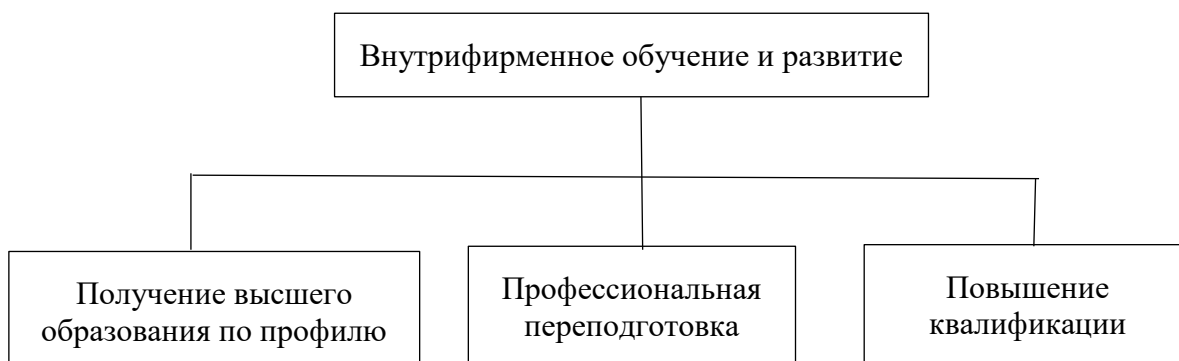 Внутрифирменное обучение и развитие
Получение высшего
образования по профилю
Профессиональная
переподготовка
Повышение
квалификации